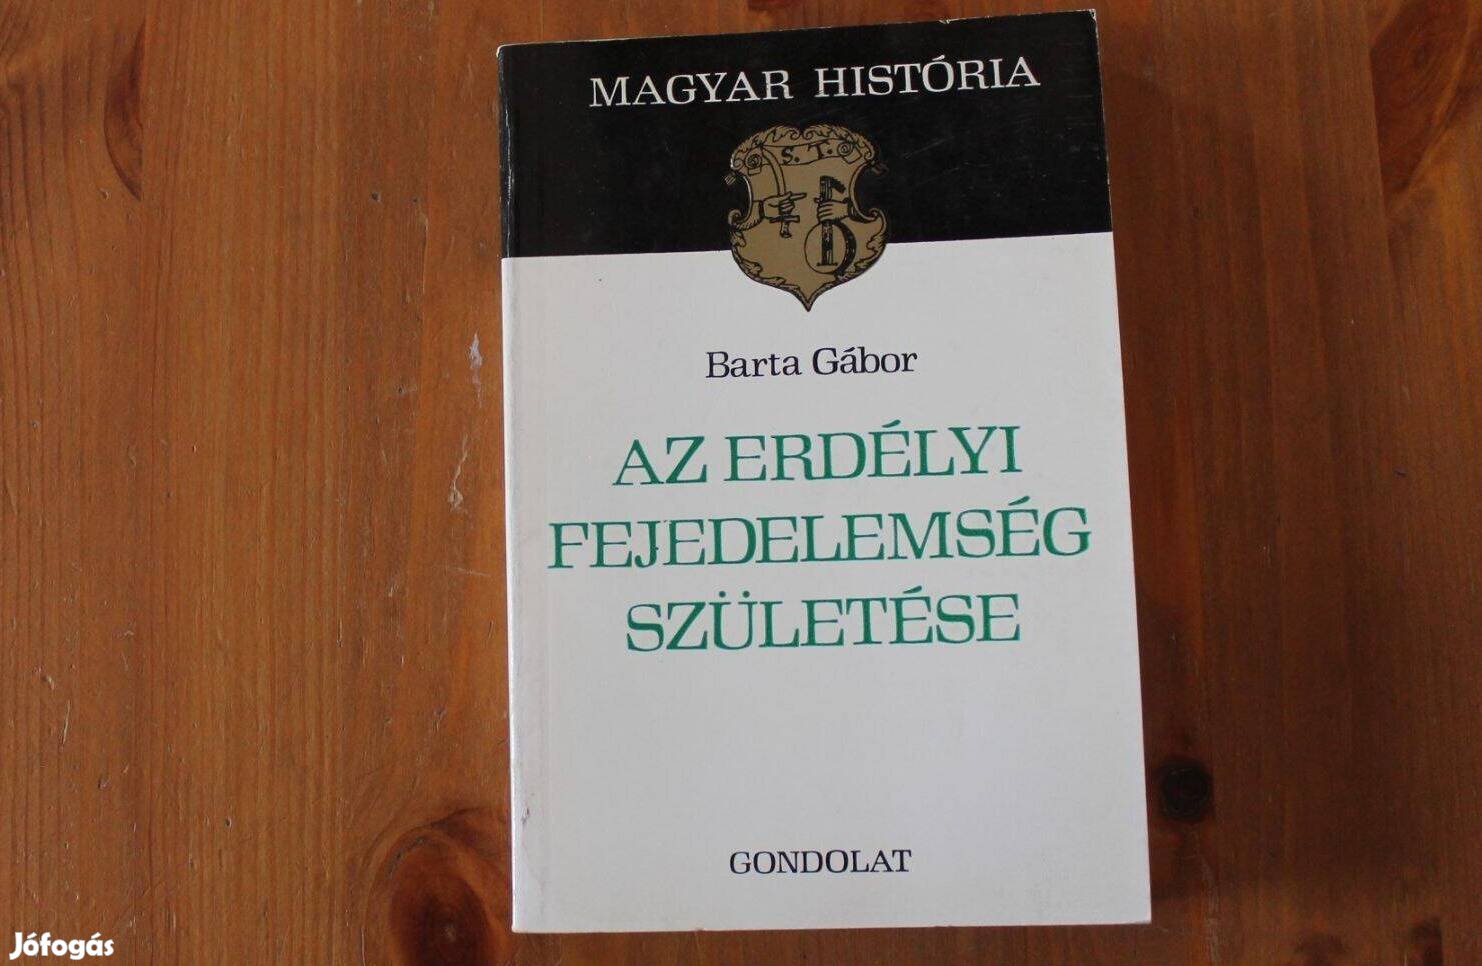 MAGYAR HISTÓRIA
S. T.
Barta Gábor
AZ ERDÉLYI
FEJEDELEMSÉG
SZÜLETÉSE
GONDOLAT
Jófogás